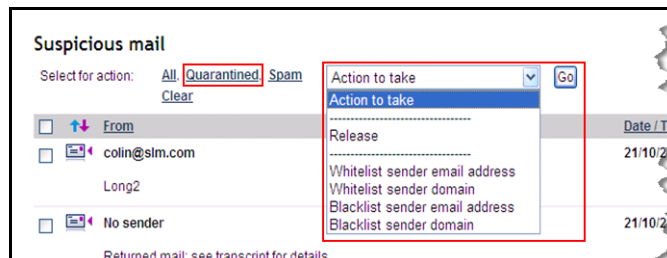 Suspicious mail
Select for action: All, Quarantined, Spam
Clear
Action to take
Go
Action to take
--------------------------------
Release
--------------------------------
Whitelist sender email address
Whitelist sender domain
Blacklist sender email address
Blacklist sender domain
From Date / T
colin@slm.com 21/10/2
Long2
No sender 21/10/2
Returned mail: see transcript for details